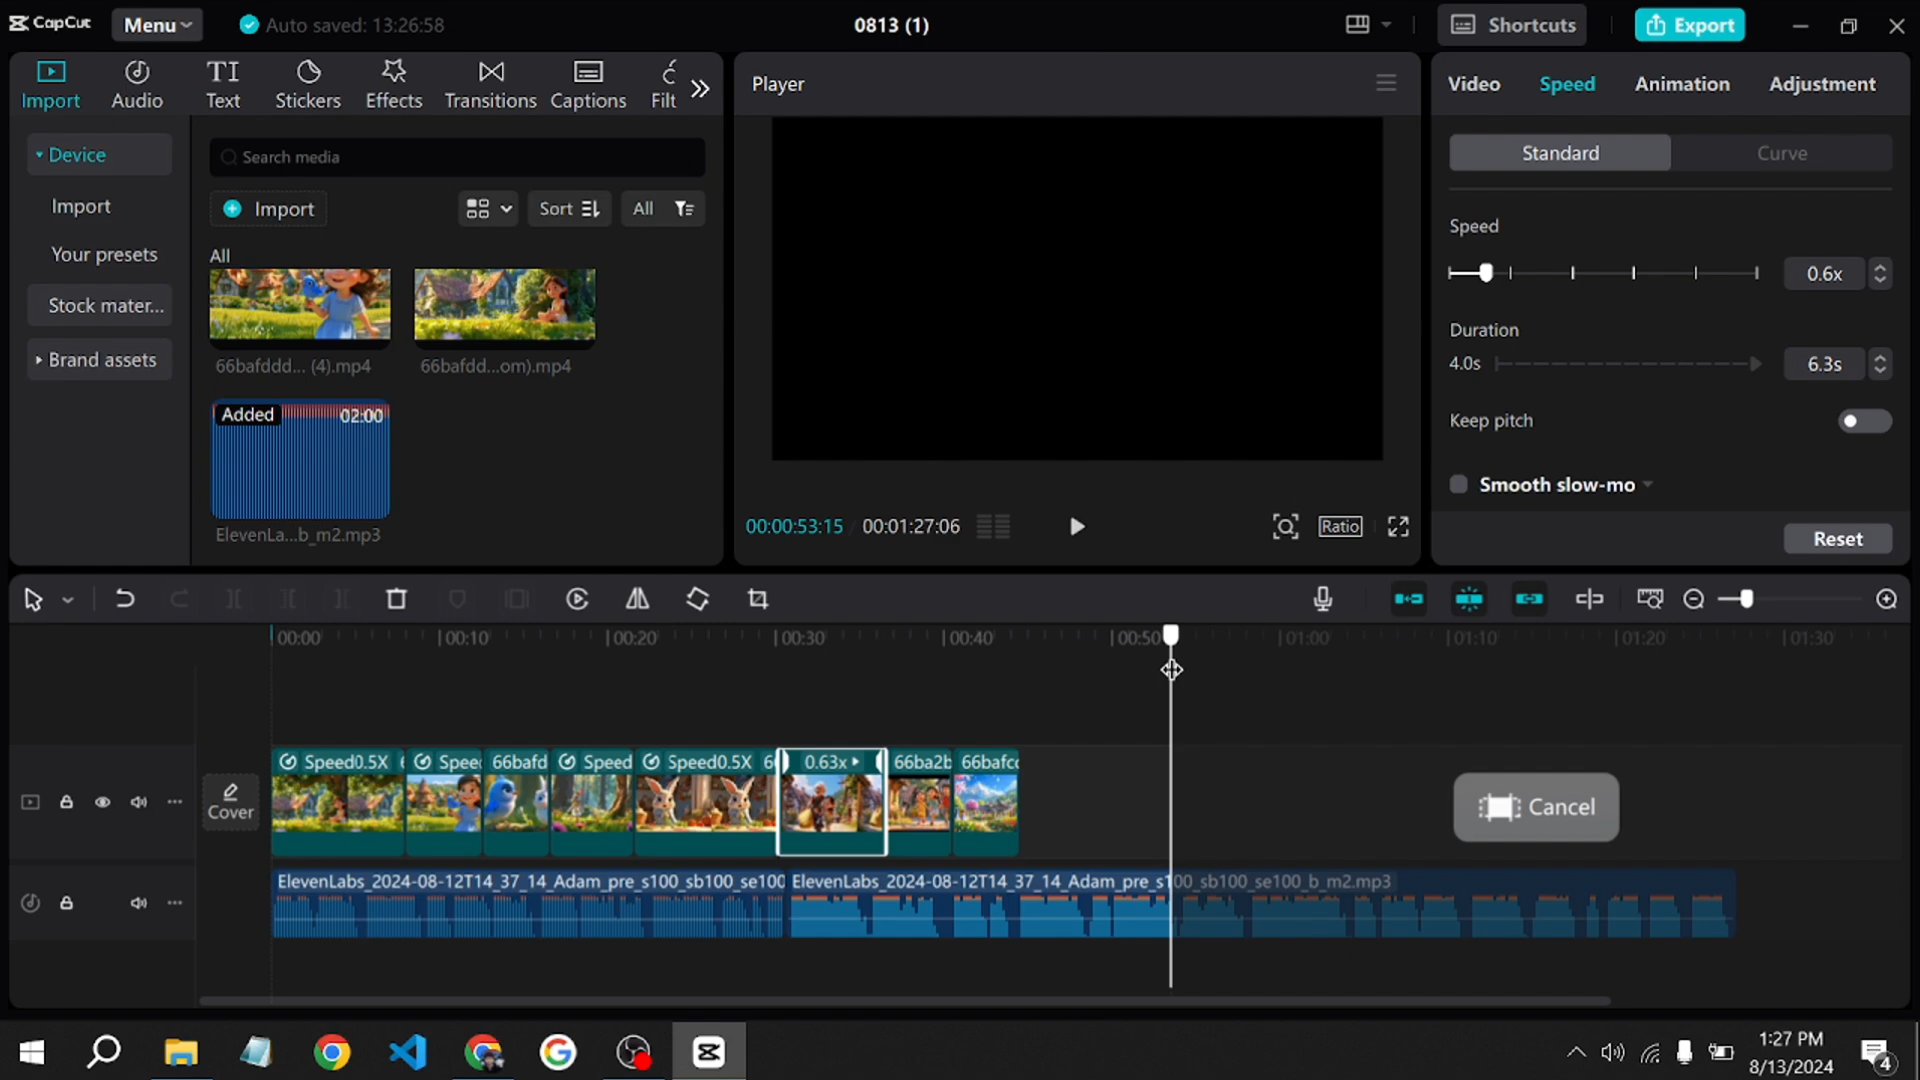 CapCut
Menu
Auto saved: 13:26:58
0813 (1)
Shortcuts
Export
Import
Audio
TI
Text
Stickers
Effects
Transitions
Captions
Filt
Device
Import
Your presets
Stock mater...
Brand assets
Search media
Import
Sort
All
All
66bafddd... (4).mp4
66bafdd...om).mp4
Added
02:00
ElevenLa...b_m2.mp3
Player
00:00:53:15
00:01:27:06
Ratio
Video
Speed
Animation
Adjustment
Standard
Curve
Speed
0.6x
Duration
4.0s
6.3s
Keep pitch
Smooth slow-mo
Reset
00:00
00:10
00:20
00:30
00:40
00:50
01:00
01:10
01:20
01:30
Cover
Speed0.5X
Speed
66bafd
Speed
Speed0.5X
0.63x
66ba2b
66bafc
Cancel
ElevenLabs_2024-08-12T14_37_14_Adam_pre_s100_sb100_se100
ElevenLabs_2024-08-12T14_37_14_Adam_pre_s100_sb100_se100_b_m2.mp3
1:27 PM
8/13/2024
4